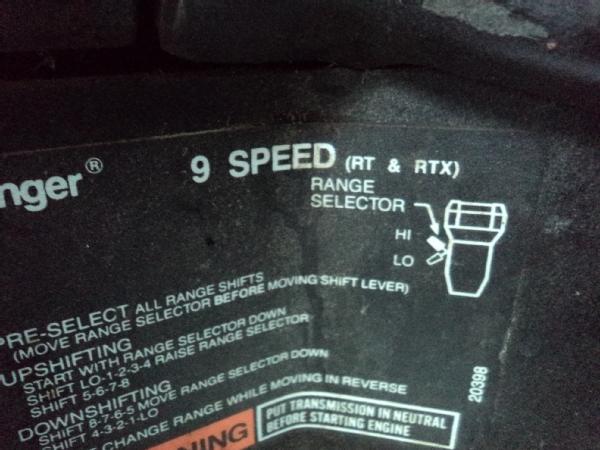 nger®
9 SPEED (RT & RTX)
RANGE
SELECTOR
HI
LO
PRE-SELECT ALL RANGE SHIFTS
(MOVE RANGE SELECTOR BEFORE MOVING SHIFT LEVER)
UPSHIFTING
START WITH RANGE SELECTOR DOWN
SHIFT LO-1-2-3-4 RAISE RANGE SELECTOR
SHIFT 5-6-7-8
DOWNSHIFTING
SHIFT 8-7-6-5 MOVE RANGE SELECTOR DOWN
SHIFT 4-3-2-1-LO
CHANGE RANGE WHILE MOVING IN REVERSE
NING
PUT TRANSMISSION IN NEUTRAL
BEFORE STARTING ENGINE
20398